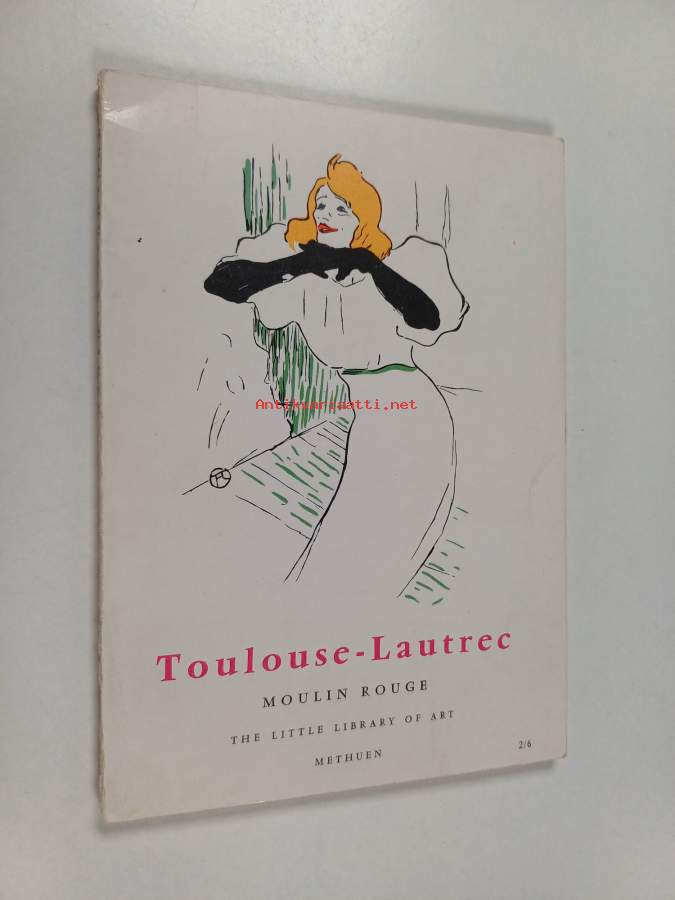 Antikvariaatti.net
Toulouse-Lautrec
MOULIN ROUGE
THE LITTLE LIBRARY OF ART
METHUEN
2/6